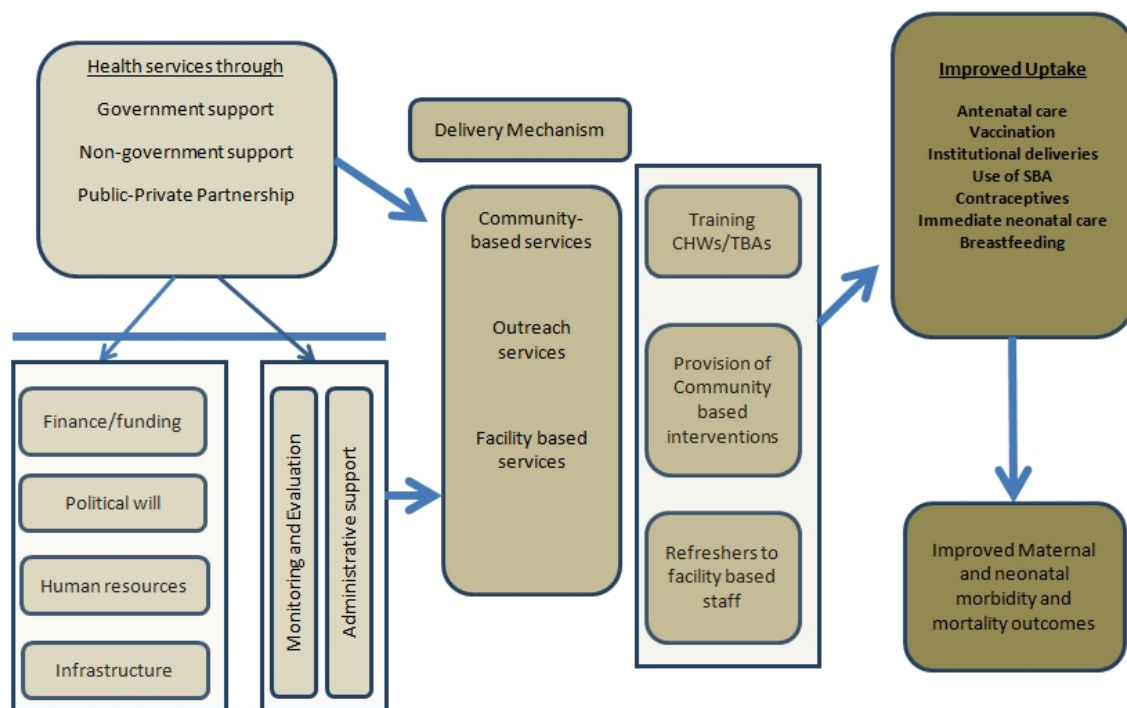 Health services through
Government support
Non-government support
Public-Private Partnership
Finance/funding
Political will
Human resources
Infrastructure
Monitoring and Evaluation
Administrative support
Delivery Mechanism
Community-
based services
Outreach
services
Facility based
services
Training
CHWs/TBAs
Provision of
Community
based
interventions
Refreshers to
facility based
staff
Improved Uptake
Antenatal care
Vaccination
Institutional deliveries
Use of SBA
Contraceptives
Immediate neonatal care
Breastfeeding
Improved Maternal
and neonatal
morbidity and
mortality outcomes